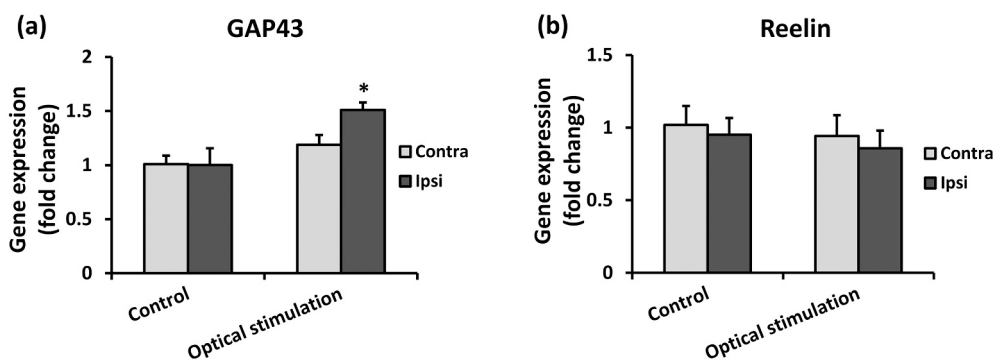 (a)
GAP43
Gene expression
(fold change)
2
1.5
1
0.5
0
*
Control
Optical stimulation
Contra
Ipsi
(b)
Reelin
Gene expression
(fold change)
1.5
1
0.5
0
Control
Optical stimulation
Contra
Ipsi